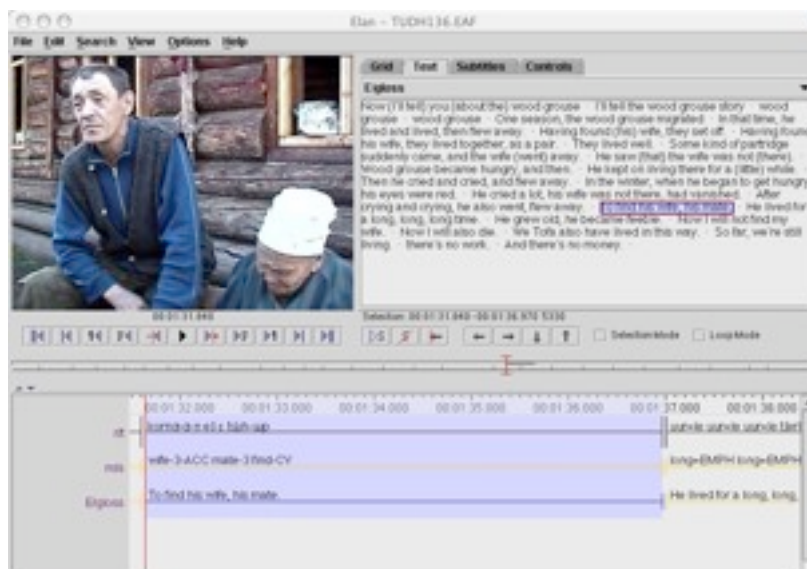 Elan - TUDH136.EAF
File Edit Search View Options Help
Grid Text Subtitles Controls
Now (I'll tell) you (about the) wood grouse · I'll tell the wood grouse story · wood
grouse · wood grouse · One season, the wood grouse migrated · In that time, he
lived and lived, then flew away. · Having found (his) wife, they set off. · Having found
his wife, they lived together, as a pair. · They lived well. · Some kind of partridge
suddenly came, and the wife (went) away. · He saw (that) the wife was not (there).
Wood grouse became hungry, and then. · He kept on living there for a (little) while.
Then he cried and cried, and flew away. · In the winter, when he began to get hungry
his eyes were red. · He cried a lot, his wife was not there, had vanished. · After
crying and crying, he also went, flew away. · To find his wife, his mate. · He lived for
a long, long, long time. · He grew old, he became feeble. · Now I will not find my
wife. · Now I will also die. · We Tofa also have lived in this way. · So far, we're still
living. · there's no work. · And there's no money.
00:01:31.840
Selection: 00:01:31.840 - 00:01:36.970 5330
Selection Mode Loop Mode
00:01:32.000 00:01:33.000 00:01:34.000 00:01:35.000 00:01:36.000 00:01:37.000 00:01:38.000
wife-3-ACC mate-3 find-CV long=EMPH long=EMPH
To find his wife, his mate. He lived for a long, long,